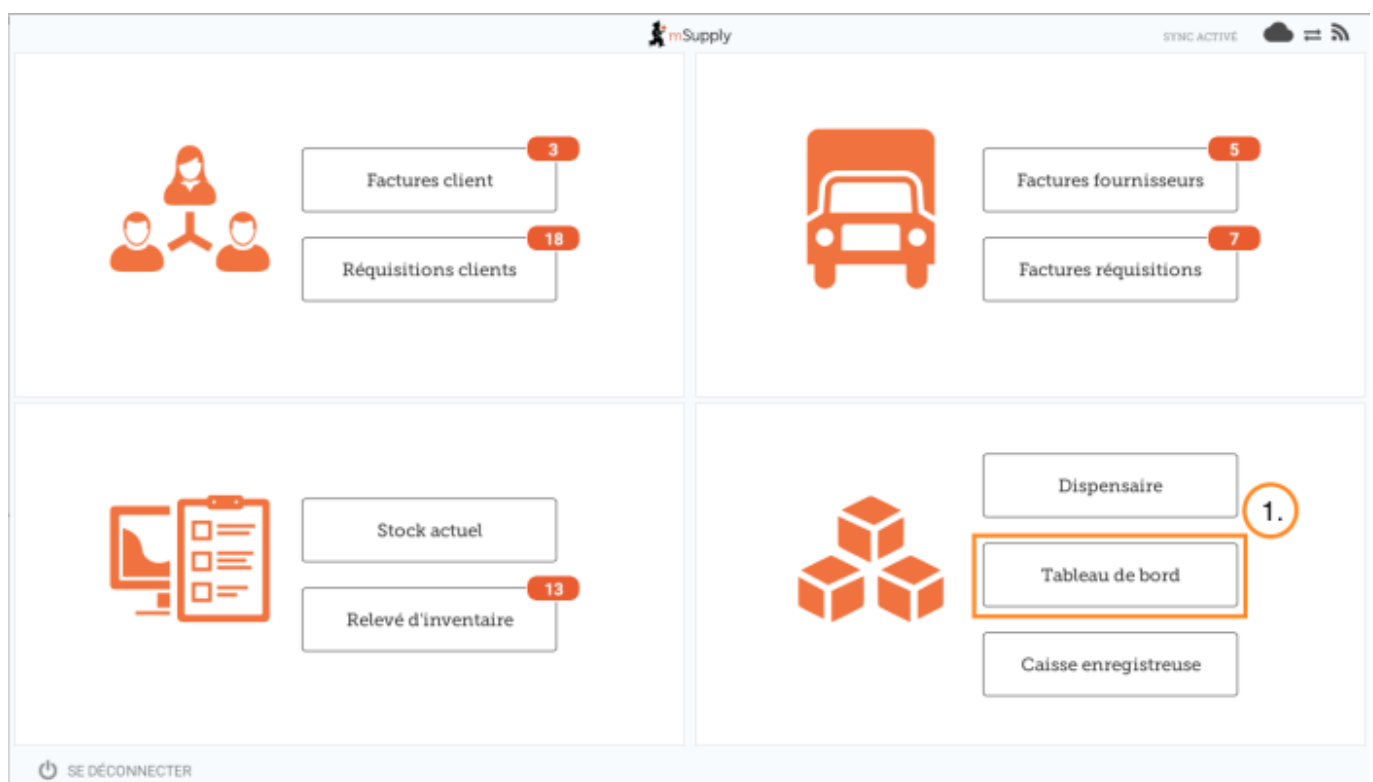 mSupply
SYNC ACTIVÉ
3
Factures client
18
Réquisitions clients
5
Factures fournisseurs
7
Factures réquisitions
Stock actuel
13
Relevé d'inventaire
Dispensaire
1.
Tableau de bord
Caisse enregistreuse
SE DÉCONNECTER